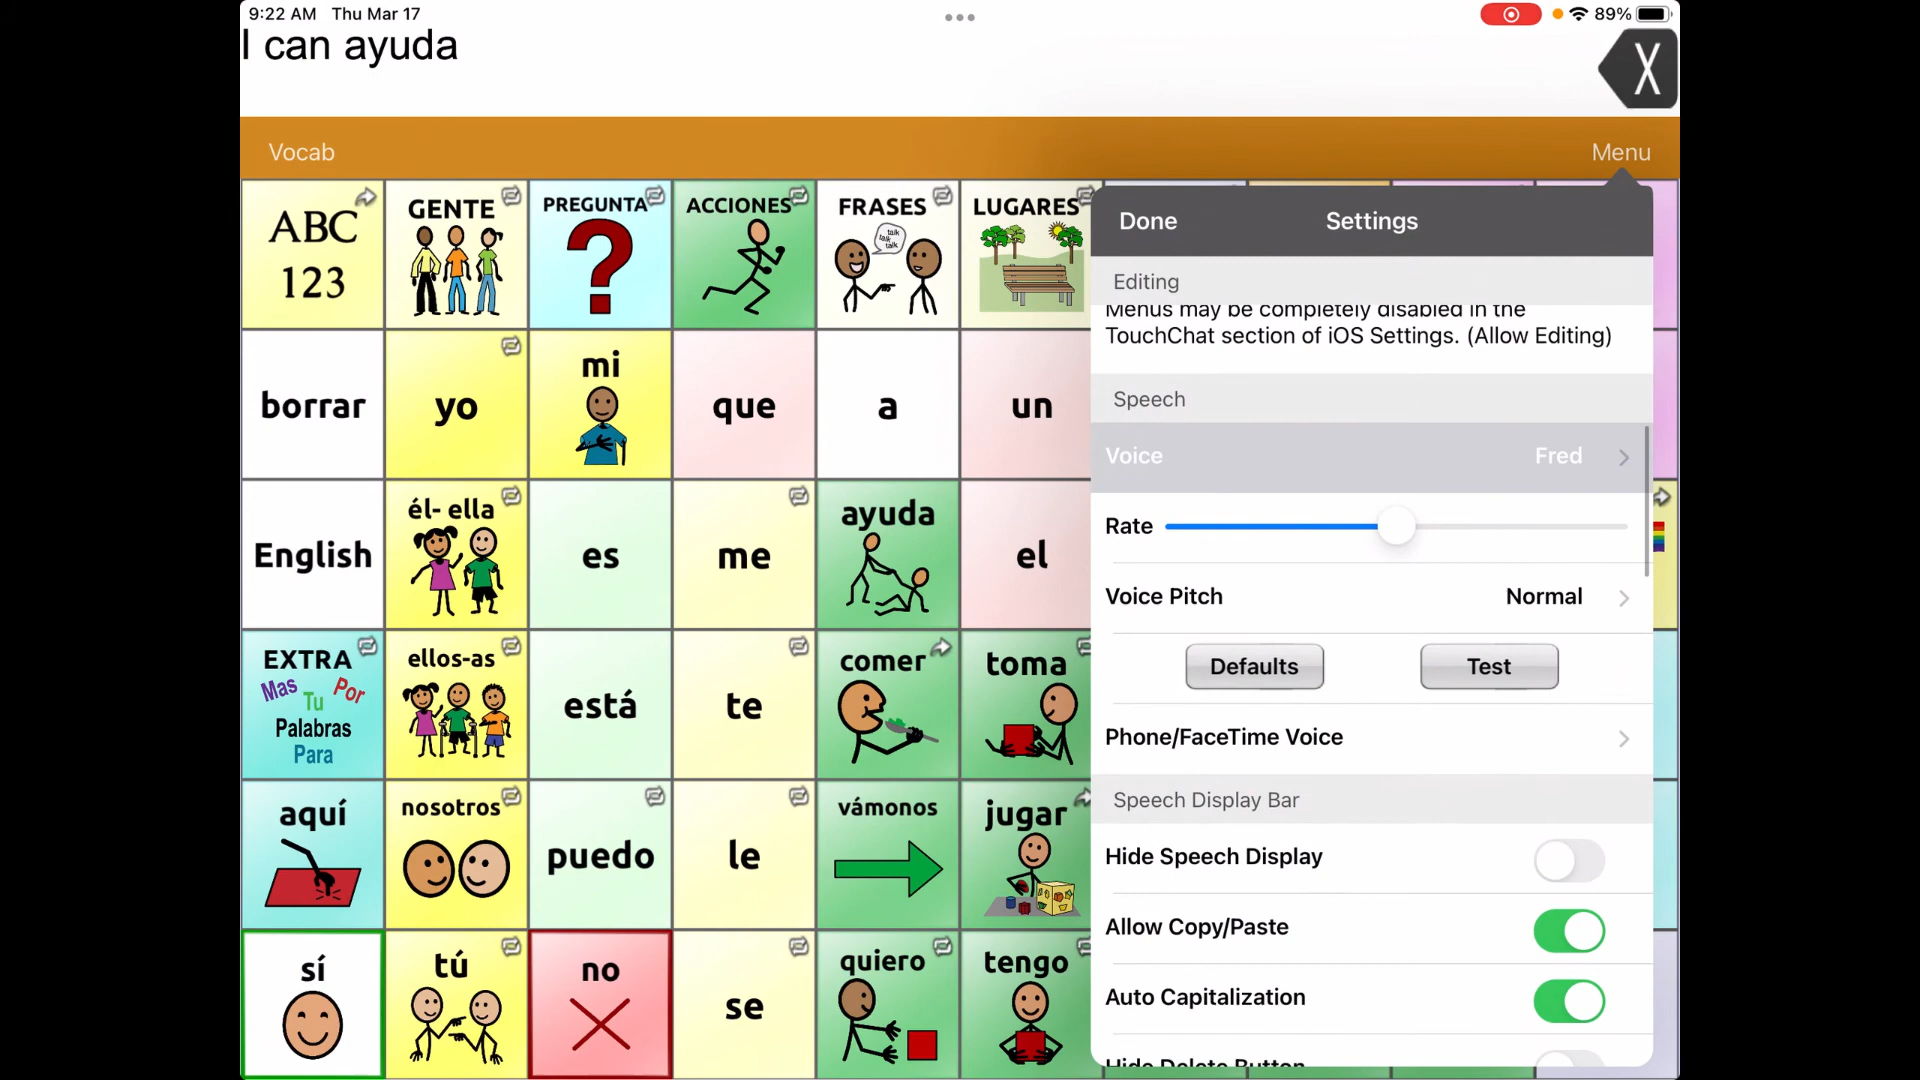 9:22 AM Thu Mar 17
89%
I can ayuda
X
Vocab
Menu
ABC
123
GENTE
PREGUNTA
?
ACCIONES
FRASES
talk
talk
talk
LUGARES
borrar
yo
mi
que
a
un
English
él- ella
es
me
ayuda
el
EXTRA
Mas
Tu
Por
Palabras
Para
ellos-as
está
te
comer
toma
aquí
nosotros
puedo
le
vámonos
jugar
sí
tú
no
se
quiero
tengo
Done
Settings
Editing
Menus may be completely disabled in the
TouchChat section of iOS Settings. (Allow Editing)
Speech
Voice Fred
Rate
Voice Pitch Normal
Defaults Test
Phone/FaceTime Voice
Speech Display Bar
Hide Speech Display
Allow Copy/Paste
Auto Capitalization
Hide Delete Button